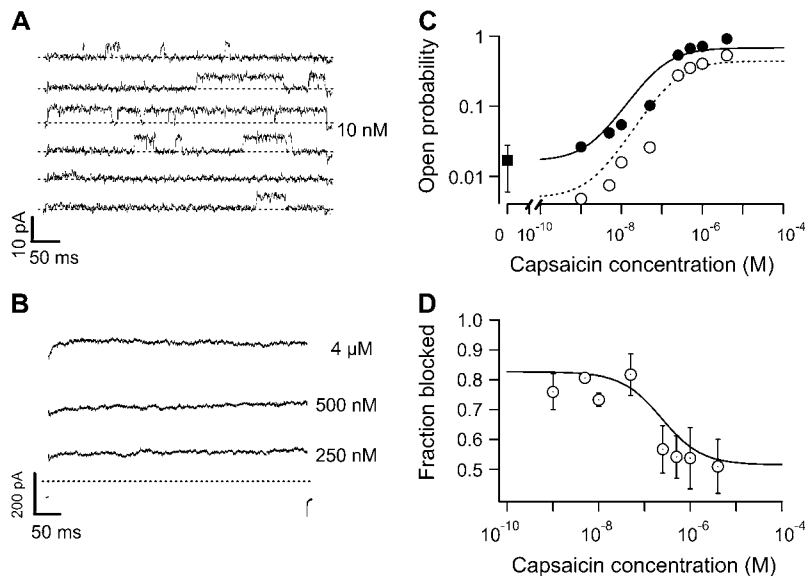 A
10 nM
10 pA
50 ms
B
4 µM
500 nM
250 nM
200 pA
50 ms
C
Open probability
1
0.1
0.01
0
10⁻¹⁰
10⁻⁸
10⁻⁶
10⁻⁴
Capsaicin concentration (M)
D
Fraction blocked
1.0
0.9
0.8
0.7
0.6
0.5
10⁻¹⁰
10⁻⁸
10⁻⁶
10⁻⁴
Capsaicin concentration (M)